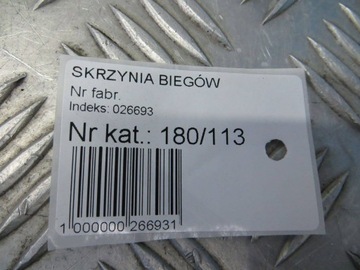 SKRZYNIA BIEGÓW
Nr fabr.
Indeks: 026693
Nr kat.: 180/113
1 000000 266931